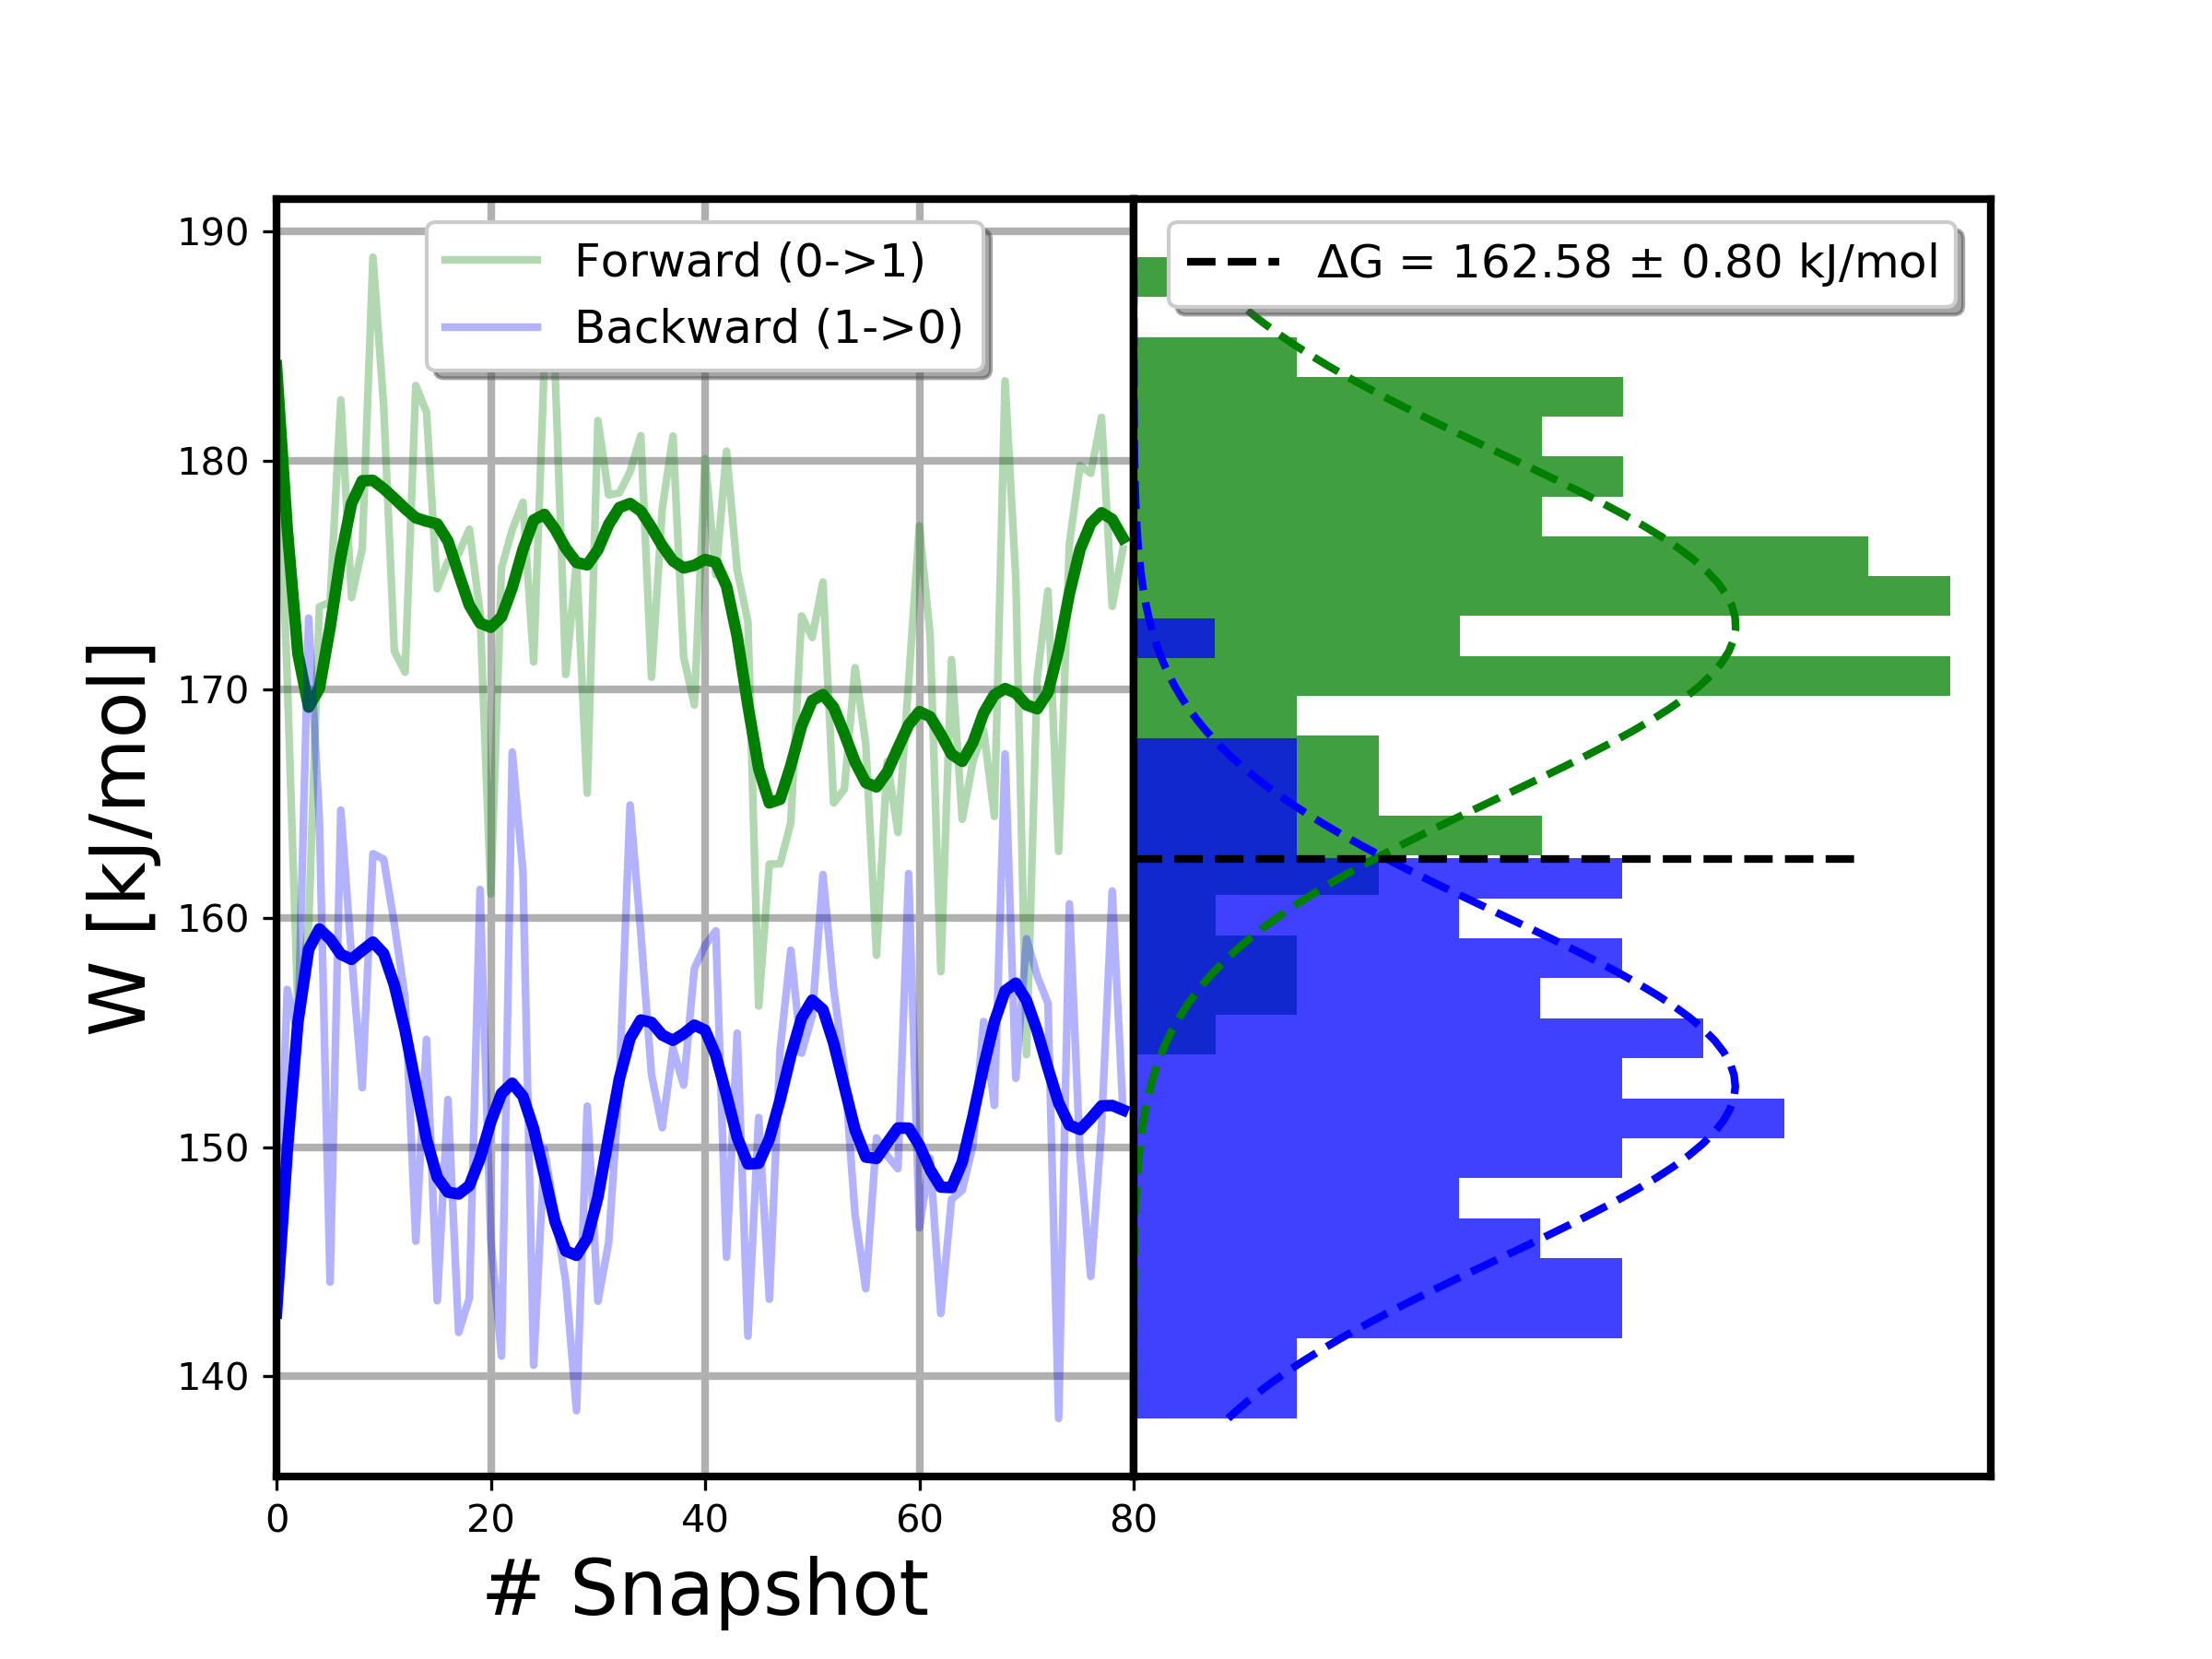 Forward (0->1)
Backward (1->0)
ΔG = 162.58 ± 0.80 kJ/mol
W [kJ/mol]
190
180
170
160
150
140
0
20
40
60
80
# Snapshot